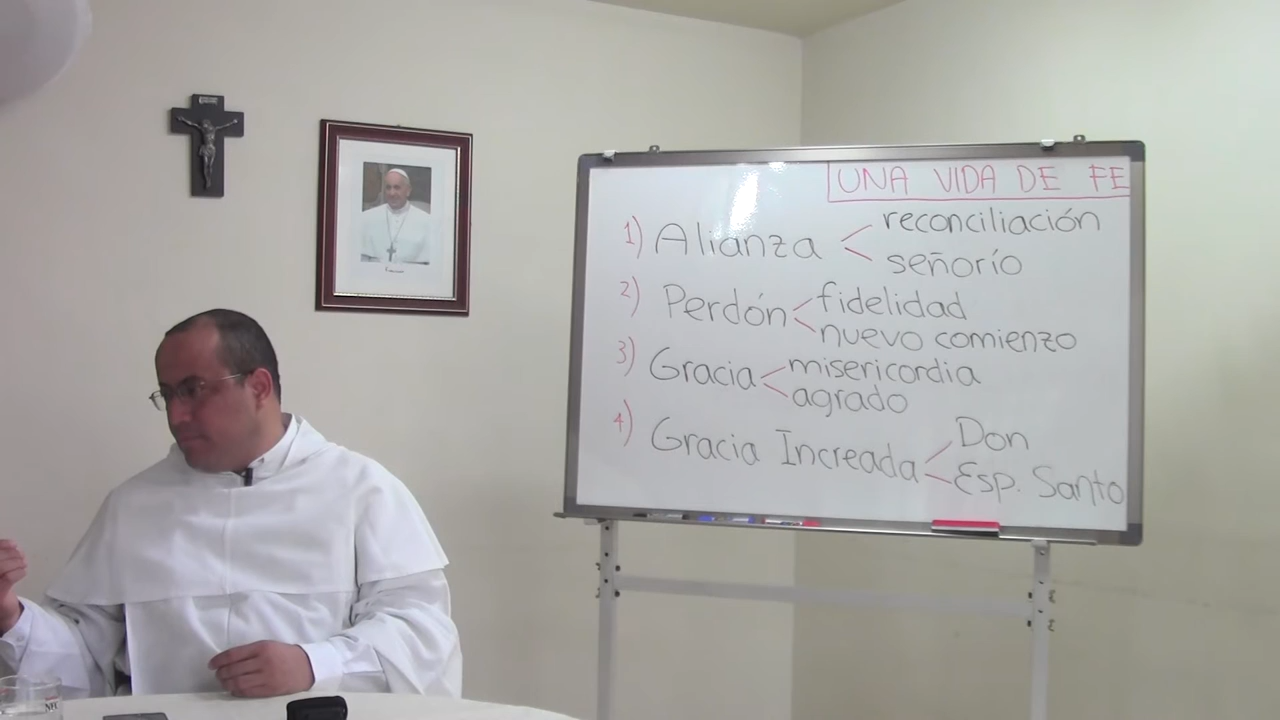 UNA VIDA DE FE
1) Alianza < reconciliación
señorío
2) Perdón < fidelidad
nuevo comienzo
3) Gracia < misericordia
agrado
4) Gracia Increada < Don
Esp. Santo